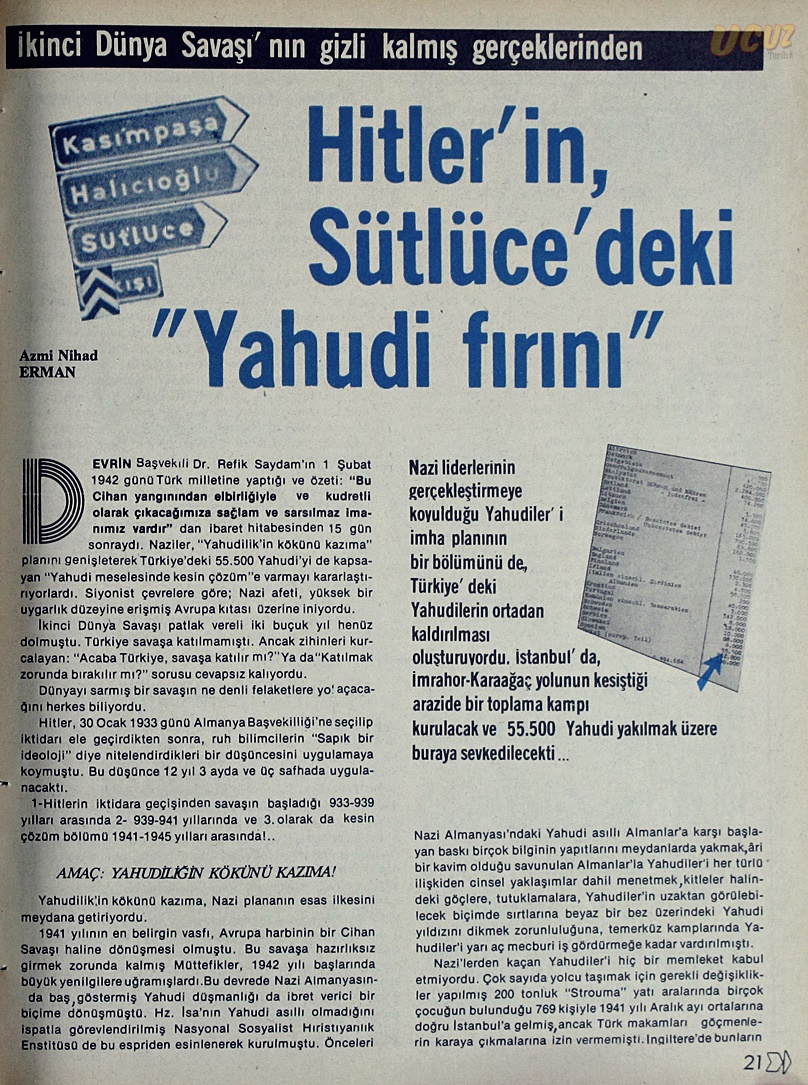 İkinci Dünya Savaşı'nın gizli kalmış gerçeklerinden
UCUZ
Kasımpaşa
Halıcıoğlu
Sütlüce
Hitler'in,
Sütlüce'deki
"Yahudi fırını"
Azmi Nihad
ERMAN
DEVRİN Başvekili Dr. Refik Saydam'ın 1 Şubat
1942 günü Türk milletine yaptığı ve özeti: "Bu
Cihan yangınından elbirliğiyle ve kudretli
olarak çıkacağımıza sağlam ve sarsılmaz ima-
nımız vardır" dan ibaret hitabesinden 15 gün
sonraydı. Naziler, "Yahudilik'in kökünü kazıma"
planını genişleterek Türkiye'deki 55.500 Yahudi'yi de kapsa-
yan "Yahudi meselesinde kesin çözüm"e varmayı kararlaştı-
rıyorlardı. Siyonist çevrelere göre; Nazi afeti, yüksek bir
uygarlık düzeyine erişmiş Avrupa kıtası üzerine iniyordu.
İkinci Dünya Savaşı patlak vereli iki buçuk yıl henüz
dolmuştu. Türkiye savaşa katılmamıştı. Ancak zihinleri kur-
calayan: "Acaba Türkiye, savaşa katılır mı?" Ya da "Katılmak
zorunda bırakılır mı?" sorusu cevapsız kalıyordu.
Dünyayı sarmış bir savaşın ne denli felaketlere yol açaca-
ğını herkes biliyordu.
Hitler, 30 Ocak 1933 günü Almanya Başvekilliği'ne seçilip
iktidarı ele geçirdikten sonra, ruh bilimcilerin "Sapık bir
ideoloji" diye nitelendirdikleri bir düşüncesini uygulamaya
koymuştu. Bu düşünce 12 yıl 3 ayda ve üç safhada uygula-
nacaktı.
1-Hitlerin iktidara geçişinden savaşın başladığı 933-939
yılları arasında 2- 939-941 yıllarında ve 3. olarak da kesin
çözüm bölümü 1941-1945 yılları arasında!..
AMAÇ: YAHUDİLİĞİN KÖKÜNÜ KAZIMA!
Yahudilik'in kökünü kazıma, Nazi planının esas ilkesini
meydana getiriyordu.
1941 yılının en belirgin vasfı, Avrupa harbinin bir Cihan
Savaşı haline dönüşmesi olmuştu. Bu savaşa hazırlıksız
girmek zorunda kalmış Müttefikler, 1942 yılı başlarında
büyük yenilgilere uğramışlardı. Bu devrede Nazi Almanyasın-
da baş göstermiş Yahudi düşmanlığı da ibret verici bir
biçime dönüşmüştü. Hz. İsa'nın Yahudi asıllı olmadığını
ispatla görevlendirilmiş Nasyonal Sosyalist Hıristiyanlık
Enstitüsü de bu espriden esinlenerek kurulmuştu. Önceleri
Nazi liderlerinin
gerçekleştirmeye
koyulduğu Yahudiler' i
imha planının
bir bölümünü de,
Türkiye' deki
Yahudilerin ortadan
kaldırılması
oluşturuyordu. İstanbul' da,
İmrahor-Karaağaç yolunun kesiştiği
arazide bir toplama kampı
kurulacak ve 55.500 Yahudi yakılmak üzere
buraya sevkedilecekti ...
Nazi Almanyası'ndaki Yahudi asıllı Almanlar'a karşı başla-
yan baskı birçok bilginin yapıtlarını meydanlarda yakmak, âri
bir kavim olduğu savunulan Almanlar'la Yahudiler'i her türlü
ilişkiden cinsel yaklaşımlar dahil menetmek, kitleler halin-
deki göçlere, tutuklamalara, Yahudiler'in uzaktan görülebi-
lecek biçimde sırtlarına beyaz bir bez üzerindeki Yahudi
yıldızını dikmek zorunluluğuna, temerküz kamplarında Ya-
hudiler'i yarı aç mecburi iş gördürmeğe kadar vardırılmıştı.
Nazi'lerden kaçan Yahudiler'i hiç bir memleket kabul
etmiyordu. Çok sayıda yolcu taşımak için gerekli değişiklik-
ler yapılmış 200 tonluk "Strouma" yatı aralarında birçok
çocuğun bulunduğu 769 kişiyle 1941 yılı Aralık ayı ortalarına
doğru İstanbul'a gelmiş, ancak Türk makamları göçmenle-
rin karaya çıkmalarına izin vermemişti. İngiltere'de bunların
21